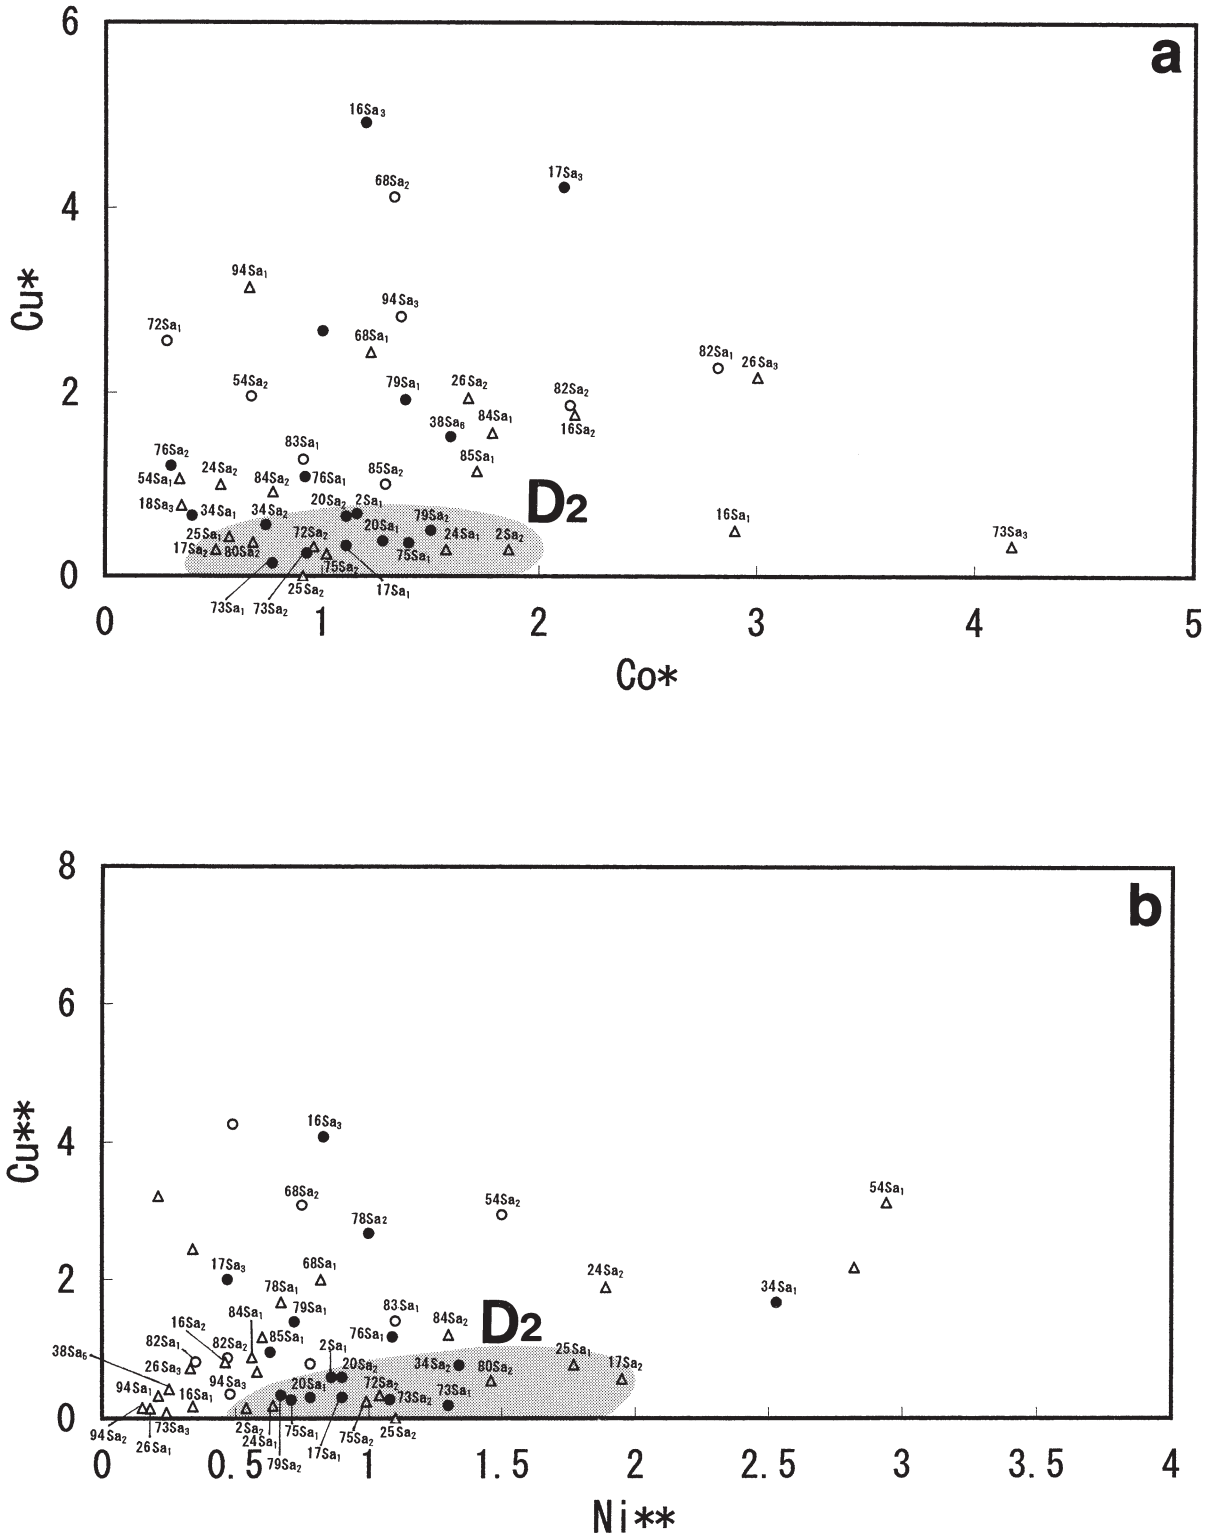 6
a
16Sa3
68Sa2
17Sa3
4
94Sa1
94Sa3
Cu*
72Sa1
68Sa1
82Sa1
26Sa3
54Sa2
79Sa1
26Sa2
82Sa2
2
38Sa6
84Sa1
16Sa2
76Sa2
83Sa1
85Sa1
54Sa1
24Sa2
84Sa2
76Sa1
85Sa2
D2
18Sa3
34Sa1
34Sa2
20Sa2
2Sa1
79Sa2
16Sa1
25Sa1
72Sa2
20Sa1
24Sa1
2Sa2
73Sa3
17Sa2
80Sa2
75Sa2
75Sa1
0
25Sa2
17Sa1
73Sa1
73Sa2
0
1
2
3
4
5
Co*
8
b
6
Cu**
4
16Sa3
68Sa2
54Sa2
54Sa1
78Sa2
2
17Sa3
68Sa1
24Sa2
78Sa1
34Sa1
84Sa1
79Sa1
83Sa1
84Sa2
D2
16Sa2
76Sa1
82Sa1
82Sa2
85Sa1
2Sa1
38Sa6
26Sa3
20Sa2
34Sa2
80Sa2
25Sa1
17Sa2
94Sa1
94Sa3
20Sa1
72Sa2
73Sa1
16Sa1
73Sa2
0
94Sa2
73Sa3
2Sa2
75Sa1
25Sa2
26Sa1
24Sa1
17Sa1
75Sa2
79Sa2
0
0.5
1
1.5
2
2.5
3
3.5
4
Ni**